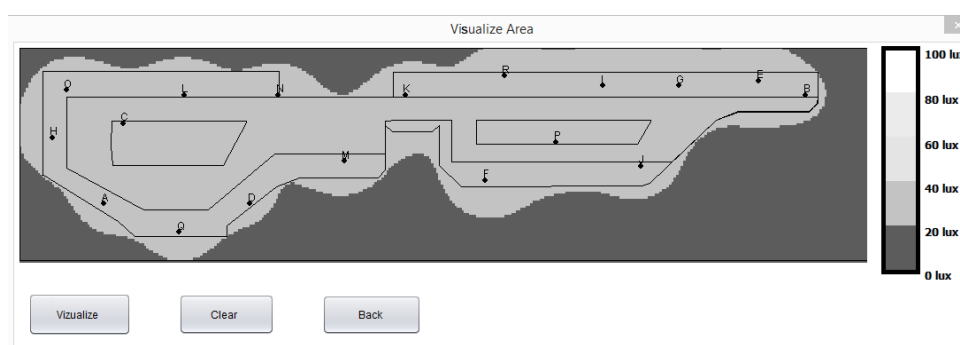 Visualize Area
x
100 lux
80 lux
60 lux
40 lux
20 lux
0 lux
R
O L N K I G E B
C
H
M P J
F
A D
Q
Vizualize Clear Back